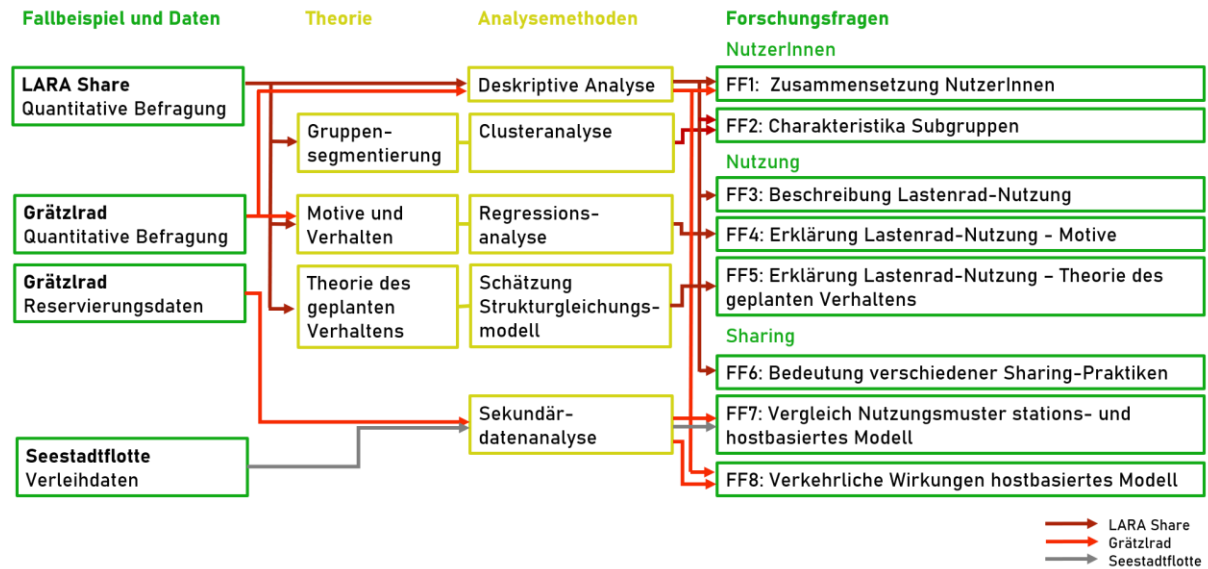 Fallbeispiel und Daten
Theorie
Analysemethoden
Forschungsfragen
NutzerInnen
LARA Share
Quantitative Befragung
Deskriptive Analyse
FF1:  Zusammensetzung NutzerInnen
Gruppen-
segmentierung
Clusteranalyse
FF2: Charakteristika Subgruppen
Nutzung
FF3: Beschreibung Lastenrad-Nutzung
Grätzlrad
Quantitative Befragung
Motive und
Verhalten
Regressions-
analyse
FF4: Erklärung Lastenrad-Nutzung - Motive
Grätzlrad
Reservierungsdaten
Theorie des
geplanten
Verhaltens
Schätzung
Strukturgleichungs-
modell
FF5: Erklärung Lastenrad-Nutzung – Theorie des
geplanten Verhaltens
Sharing
FF6: Bedeutung verschiedener Sharing-Praktiken
Sekundär-
datenanalyse
FF7: Vergleich Nutzungsmuster stations- und
hostbasiertes Modell
Seestadtflotte
Verleihdaten
FF8: Verkehrliche Wirkungen hostbasiertes Modell
LARA Share
Grätzlrad
Seestadtflotte